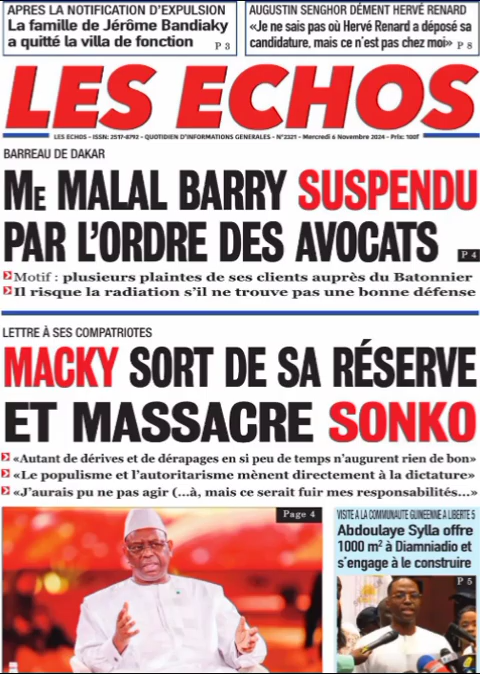 APRES LA NOTIFICATION D'EXPULSION
La famille de Jérôme Bandiaky
a quitté la villa de fonction P 3
AUGUSTIN SENGHOR DÉMENT HERVÉ RENARD
«Je ne sais pas où Hervé Renard a déposé sa
candidature, mais ce n'est pas chez moi» P 8
LES ECHOS
LES ECHOS - ISSN: 2517-8792 - QUOTIDIEN D'INFORMATIONS GENERALES - N°2321 - Mercredi 6 Novembre 2024 - Prix: 100f
BARREAU DE DAKAR
ME MALAL BARRY SUSPENDU
PAR L'ORDRE DES AVOCATS P 4
Motif : plusieurs plaintes de ses clients auprès du Batonnier
Il risque la radiation s'il ne trouve pas une bonne défense
LETTRE À SES COMPATRIOTES
MACKY SORT DE SA RÉSERVE
ET MASSACRE SONKO
«Autant de dérives et de dérapages en si peu de temps n'augurent rien de bon»
«Le populisme et l'autoritarisme mènent directement à la dictature»
«J'aurais pu ne pas agir (...à, mais ce serait fuir mes responsabilités...»
Page 4
VISITE A LA COMMUNAUTE GUINEENNE A LIBERTE 5
Abdoulaye Sylla offre
1000 m² à Diamniadio et
s'engage à le construire
P 5